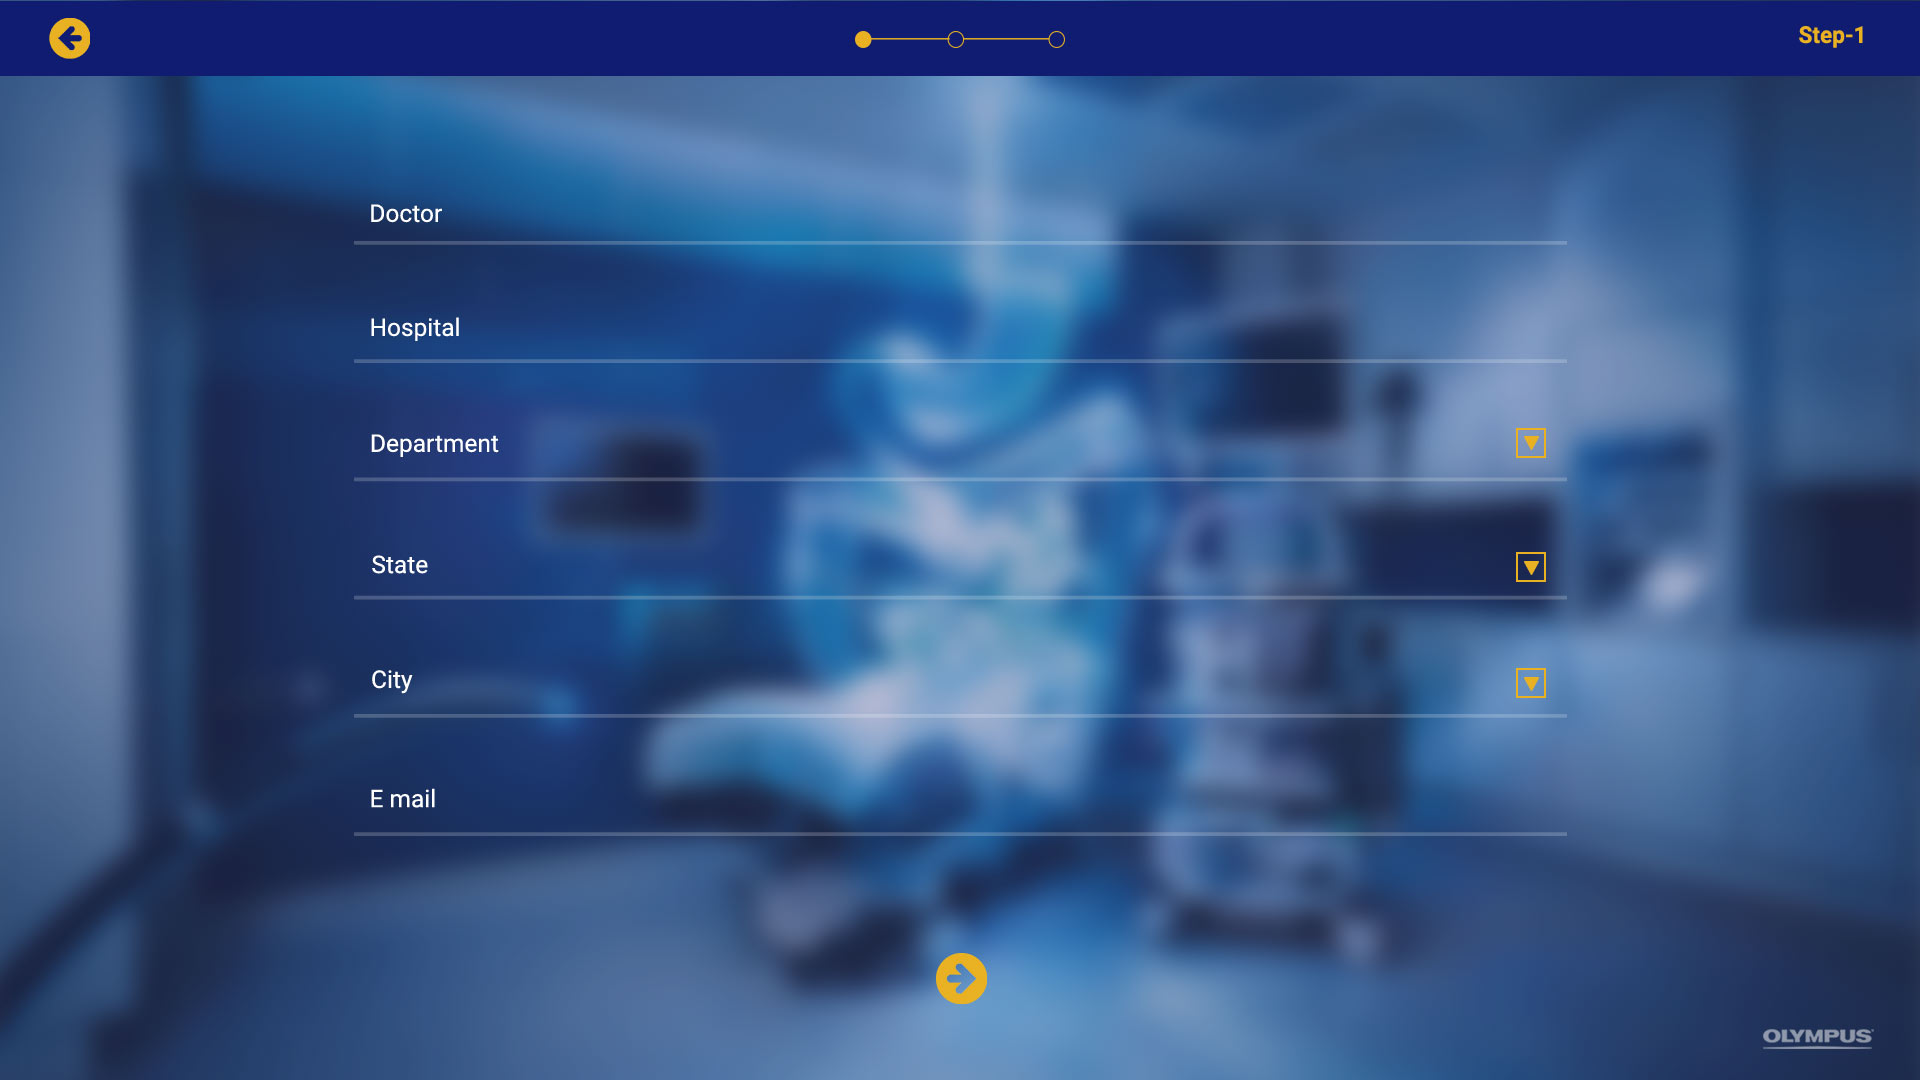 Step-1
Doctor
Hospital
Department
State
City
E mail
OLYMPUS